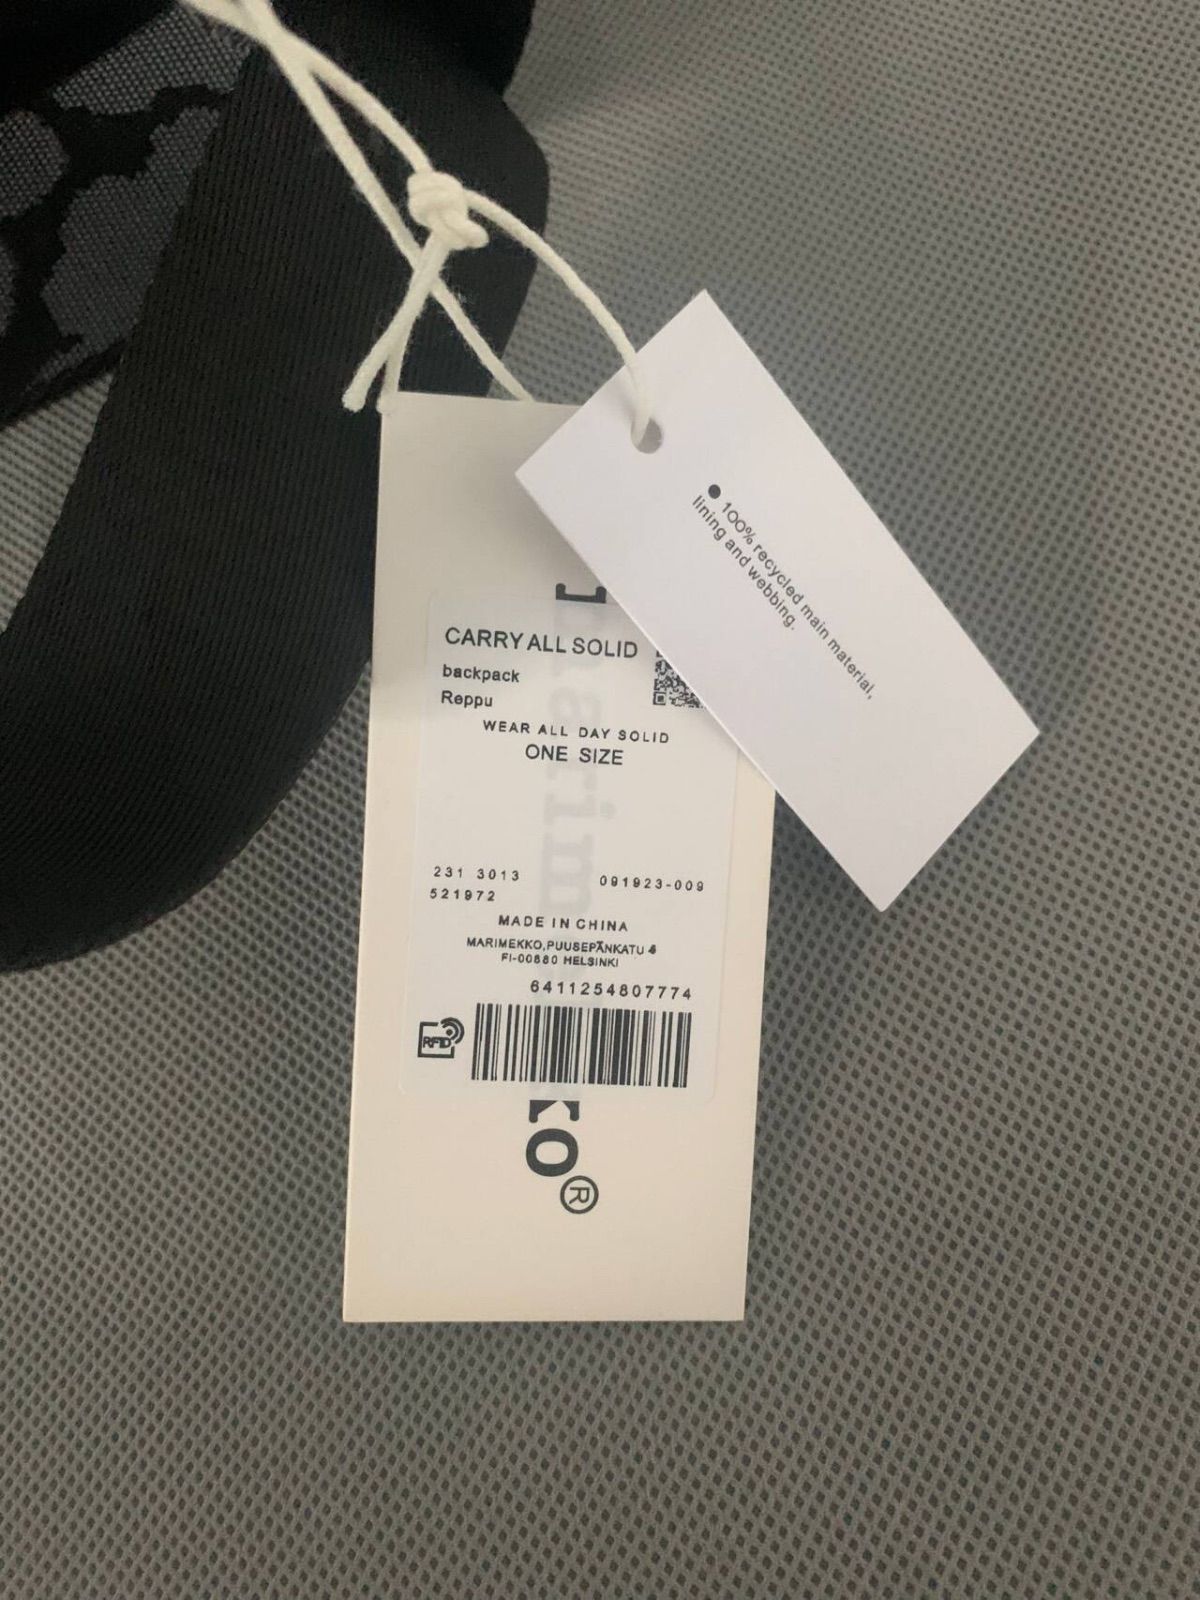 ● 100% recycled main material,
lining and webbing.
CARRY ALL SOLID
backpack
Reppu
WEAR ALL DAY SOLID
ONE SIZE
231 3013
091923-009
521972
MADE IN CHINA
MARIMEKKO,PUUSEPÄNKATU 4
FI-00880 HELSINKI
6411254807774
RFID
marimekko®